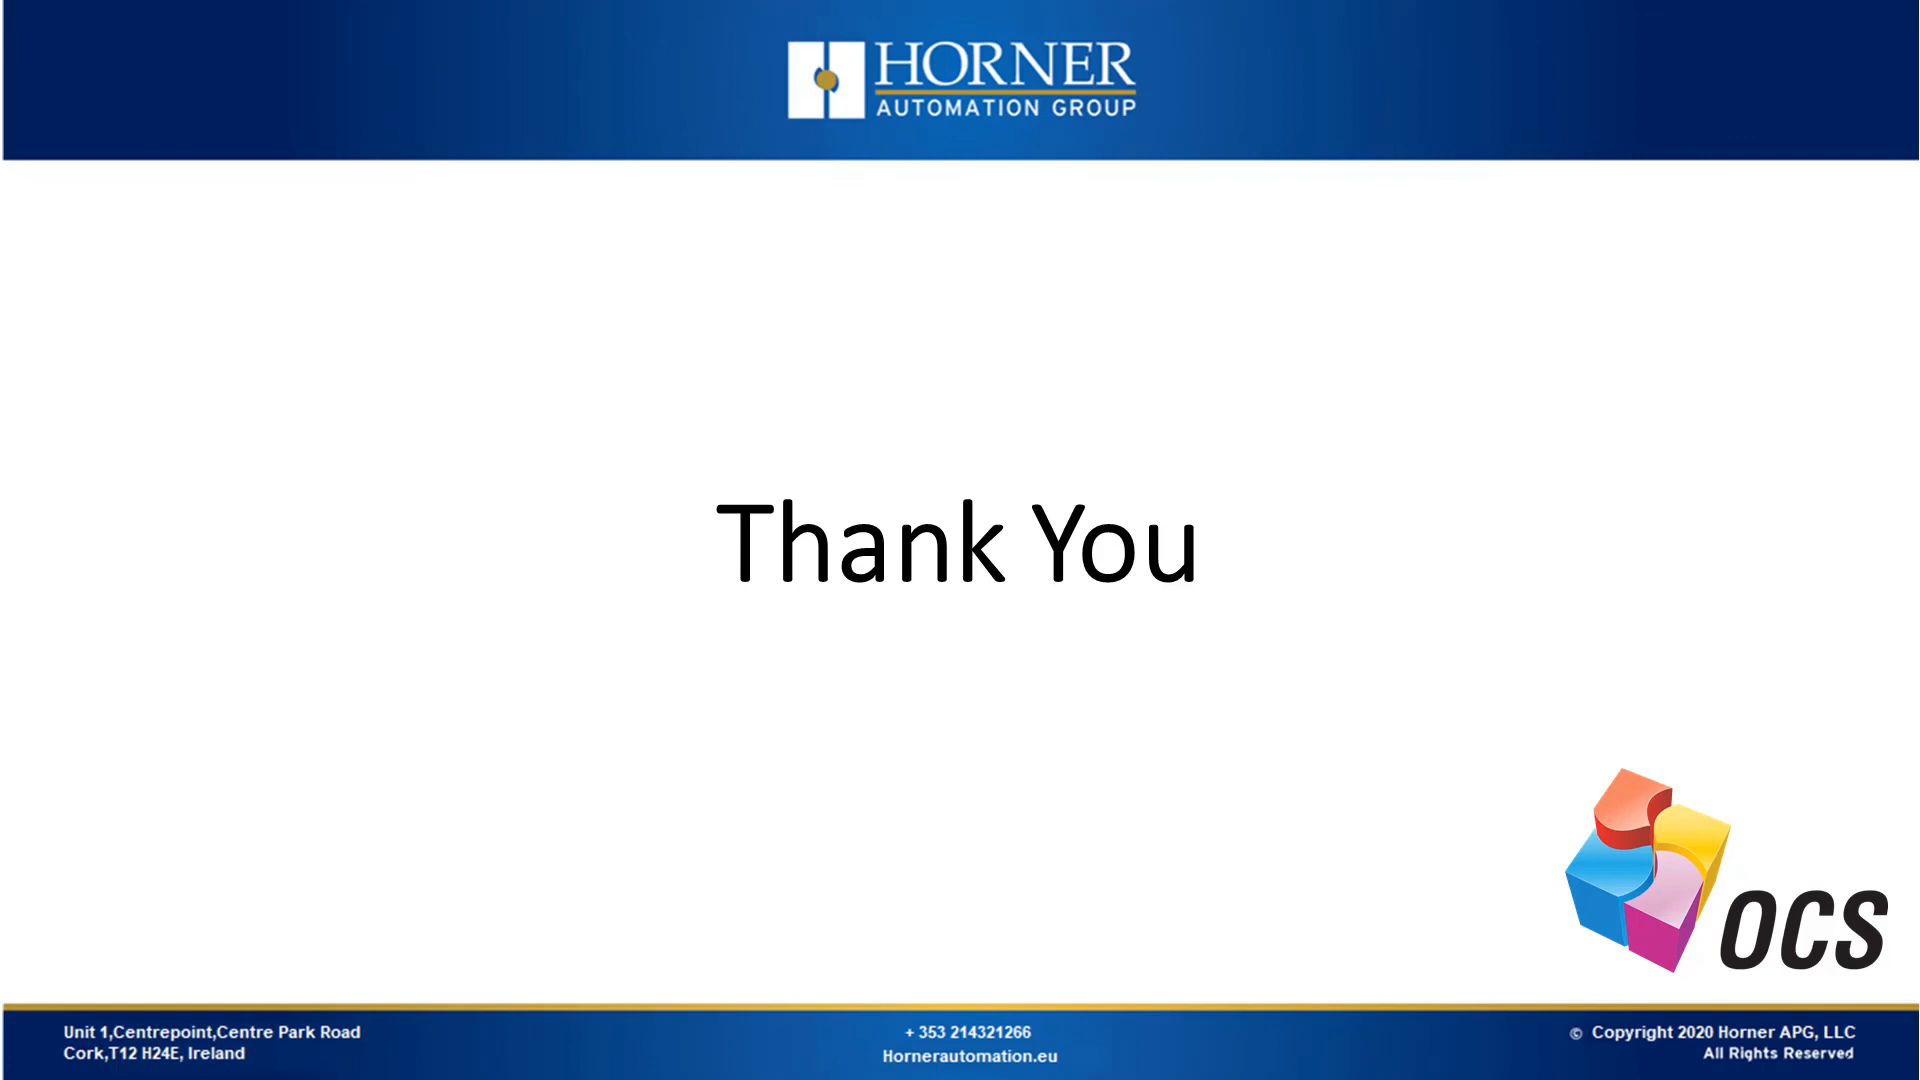 HORNER
AUTOMATION GROUP
Thank You
OCS
Unit 1,Centrepoint,Centre Park Road
Cork,T12 H24E, Ireland
+ 353 214321266
Hornerautomation.eu
© Copyright 2020 Horner APG, LLC
All Rights Reserved